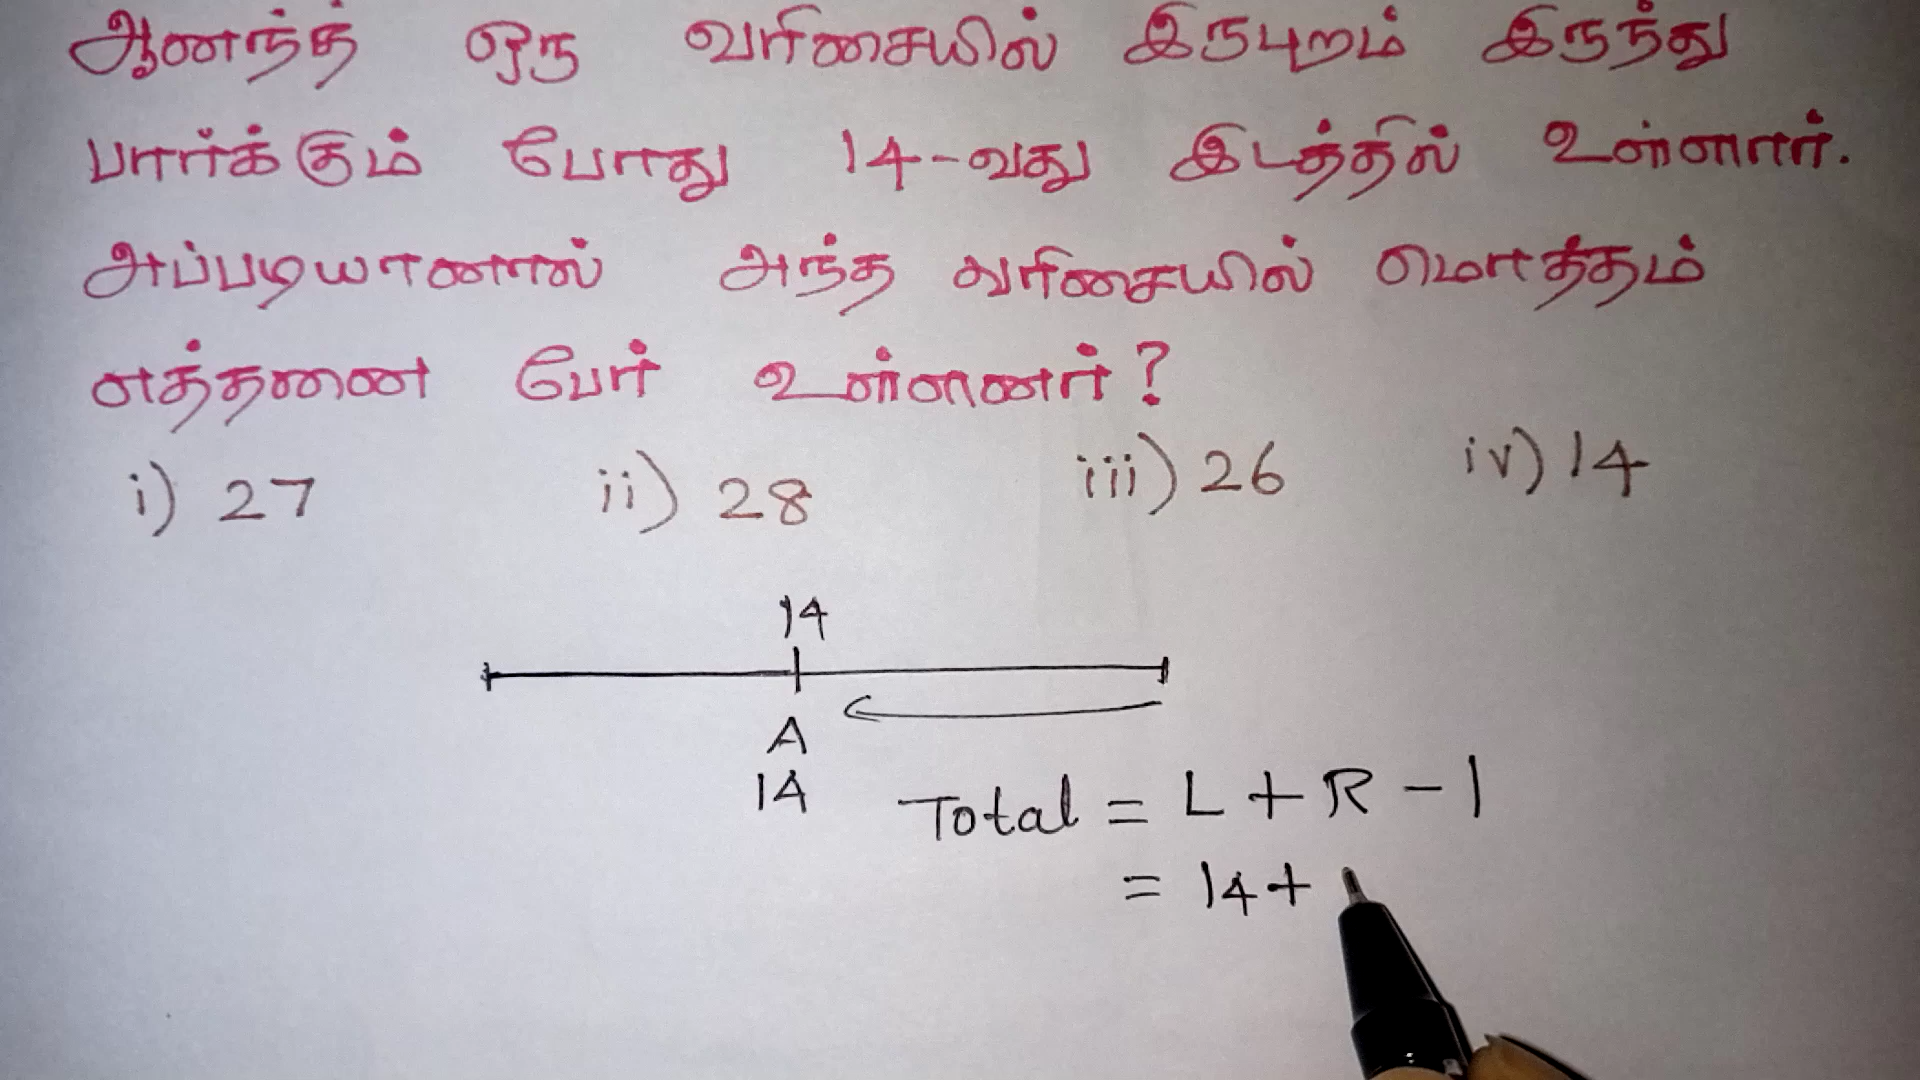 ஆனந்த் ஒரு வரிசையில் இருபுறம் இருந்து
பார்க்கும் போது 14-வது இடத்தில் உள்ளார்.
அப்படியானால் அந்த வரிசையில் மொத்தம்
எத்தனை பேர் உள்ளனர்?
i) 27 ii) 28 iii) 26 iv) 14
14
A
14
Total = L + R - 1
= 14 +